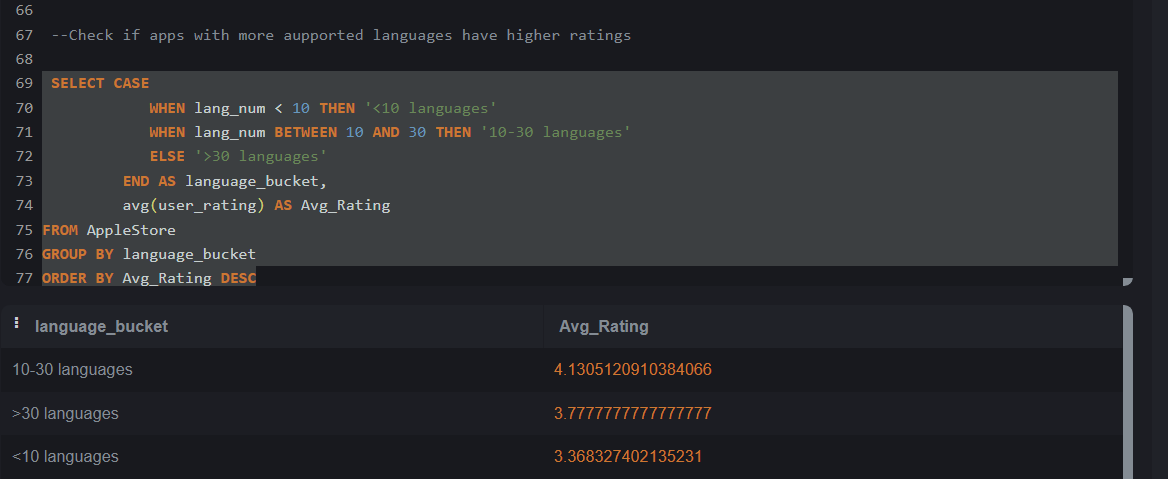 66
67 --Check if apps with more aupported languages have higher ratings
68
69 SELECT CASE
70 WHEN lang_num < 10 THEN '<10 languages'
71 WHEN lang_num BETWEEN 10 AND 30 THEN '10-30 languages'
72 ELSE '>30 languages'
73 END AS language_bucket,
74 avg(user_rating) AS Avg_Rating
75 FROM AppleStore
76 GROUP BY language_bucket
77 ORDER BY Avg_Rating DESC
language_bucket Avg_Rating
10-30 languages 4.1305120910384066
>30 languages 3.7777777777777777
<10 languages 3.368327402135231